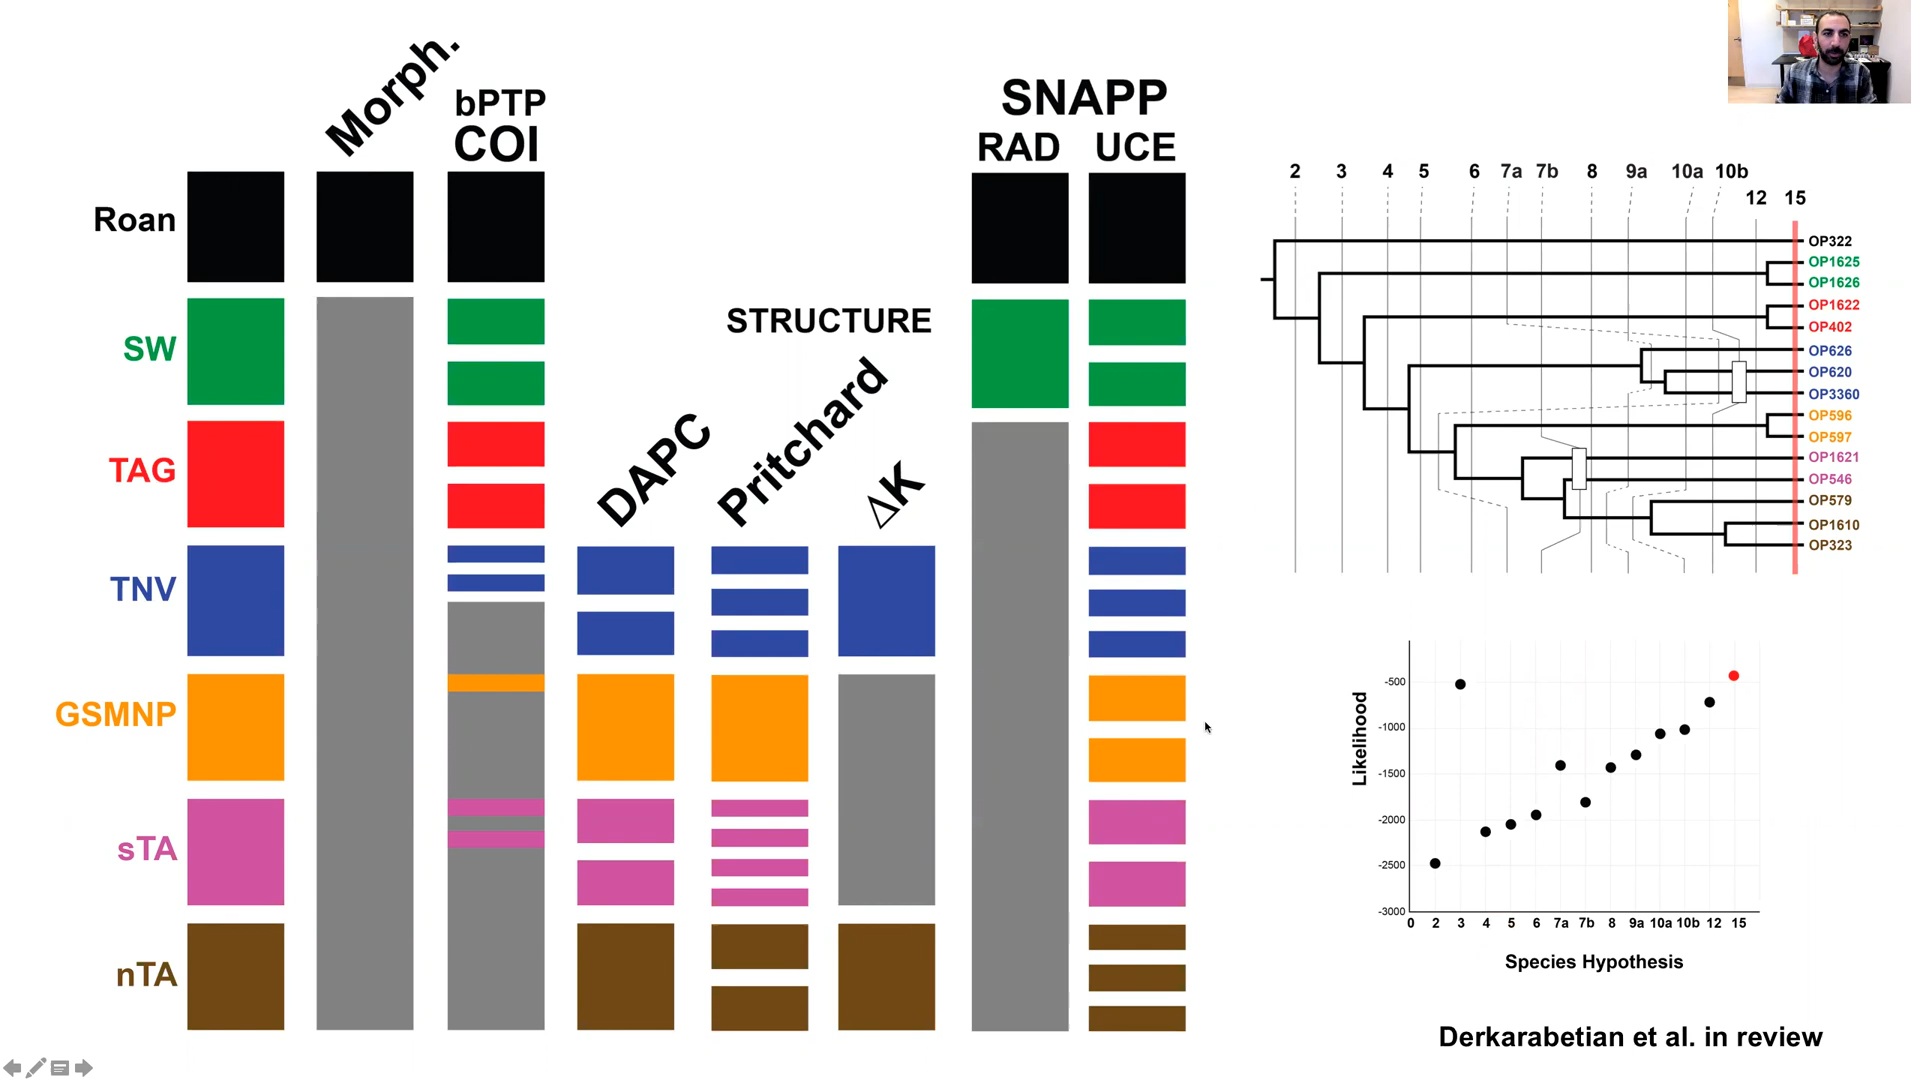 Morph.
bPTP
COI
SNAPP
RAD UCE
Roan
SW
TAG
TNV
GSMNP
sTA
nTA
STRUCTURE
DAPC
Pritchard
ΔK
2 3 4 5 6 7a 7b 8 9a 10a 10b
12 15
OP322
OP1625
OP1626
OP1622
OP402
OP626
OP620
OP3360
OP596
OP597
OP1621
OP546
OP579
OP1610
OP323
Likelihood
-500
-1000
-1500
-2000
-2500
-3000
0 2 3 4 5 6 7a 7b 8 9a 10a 10b 12 15
Species Hypothesis
Derkarabetian et al. in review